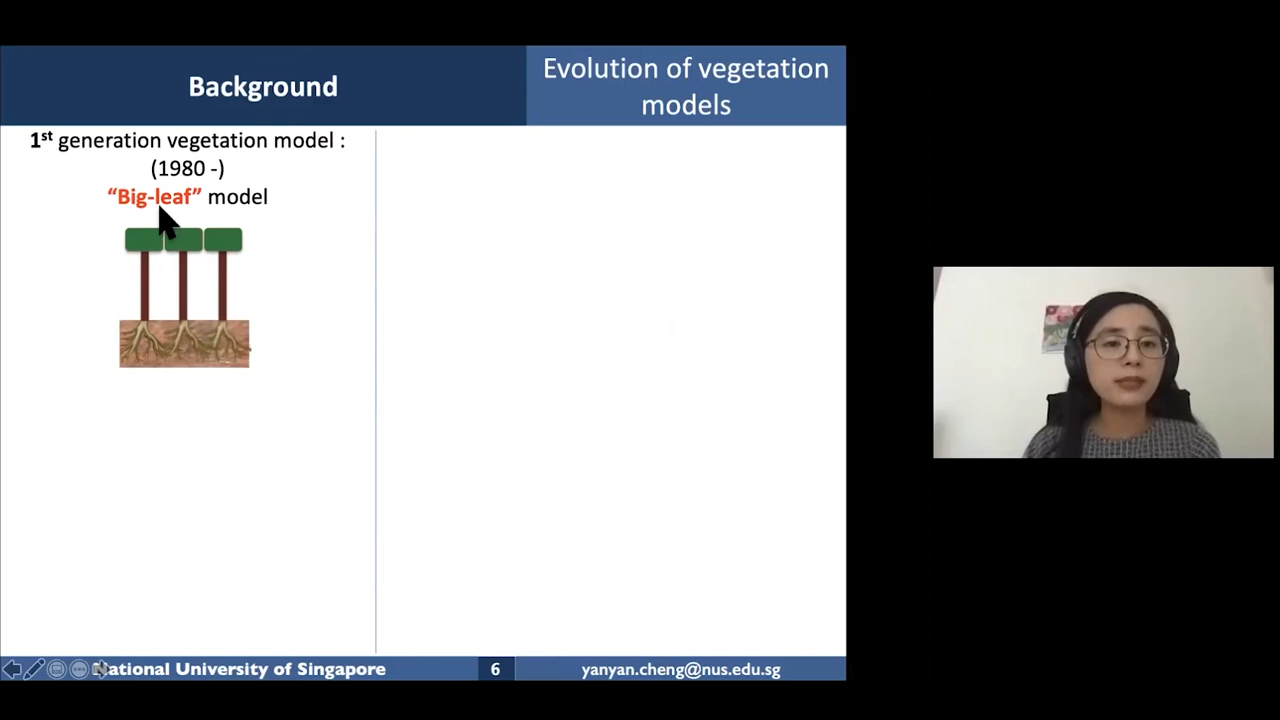 Background
Evolution of vegetation
models
1st generation vegetation model :
(1980 -)
“Big-leaf” model
National University of Singapore
6
yanyan.cheng@nus.edu.sg